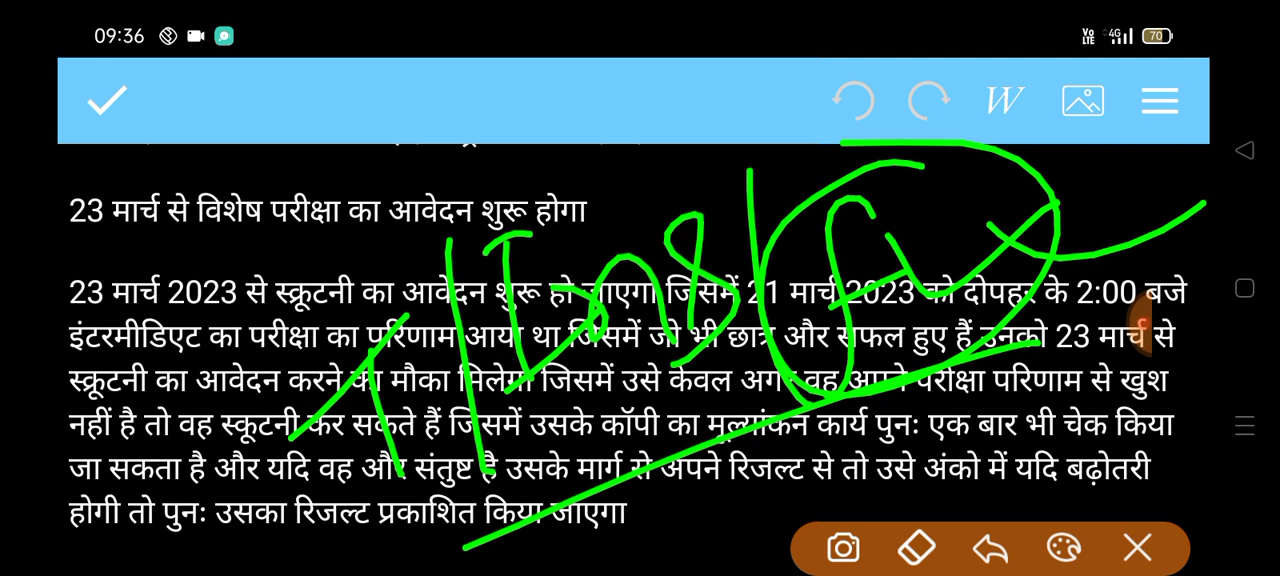 09:36
Vo LTE 4G 70
W
23 मार्च से विशेष परीक्षा का आवेदन शुरू होगा
23 मार्च 2023 से स्क्रूटनी का आवेदन शुरू हो जाएगा जिसमें 21 मार्च 2023 को दोपहर के 2:00 बजे
इंटरमीडिएट का परीक्षा का परिणाम आया था जिसमें जो भी छात्र और सफल हुए हैं उनको 23 मार्च से
स्क्रूटनी का आवेदन करने का मौका मिलेगा जिसमें उसे केवल अगर वह अपने परीक्षा परिणाम से खुश
नहीं है तो वह स्कूटनी कर सकते हैं जिसमें उसके कॉपी का मूल्यांकन कार्य पुनः एक बार भी चेक किया
जा सकता है और यदि वह और संतुष्ट है उसके मार्ग से अपने रिजल्ट से तो उसे अंको में यदि बढ़ोतरी
होगी तो पुनः उसका रिजल्ट प्रकाशित किया जाएगा